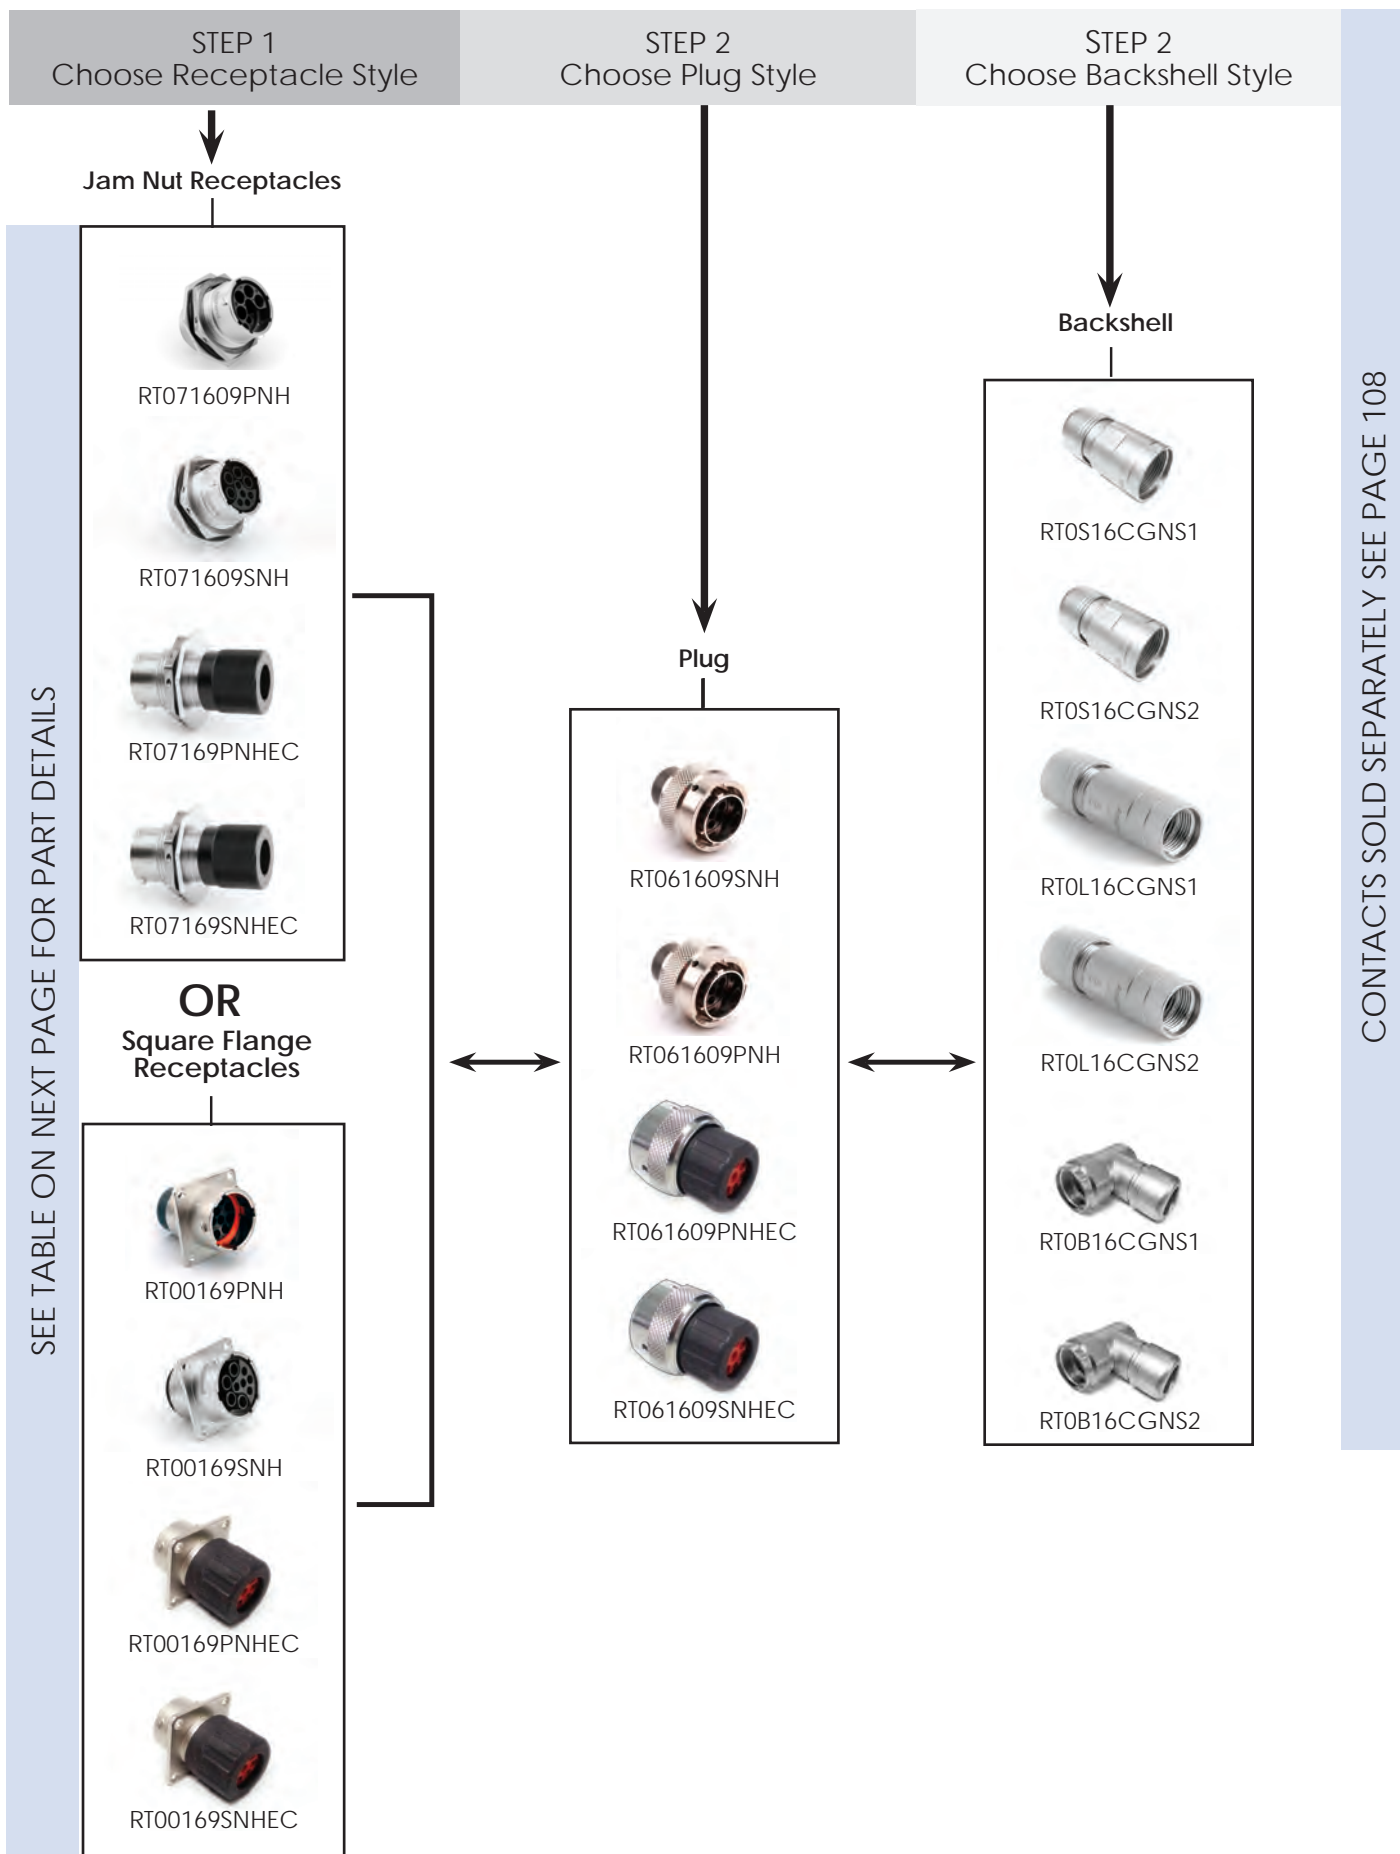 STEP 1
Choose Receptacle Style
STEP 2
Choose Plug Style
STEP 2
Choose Backshell Style
Jam Nut Receptacles
RT071609PNH
RT071609SNH
RT07169PNHEC
RT07169SNHEC
OR
Square Flange
Receptacles
RT00169PNH
RT00169SNH
RT00169PNHEC
RT00169SNHEC
Plug
RT061609SNH
RT061609PNH
RT061609PNHEC
RT061609SNHEC
Backshell
RT0S16CGNS1
RT0S16CGNS2
RT0L16CGNS1
RT0L16CGNS2
RT0B16CGNS1
RT0B16CGNS2
SEE TABLE ON NEXT PAGE FOR PART DETAILS
CONTACTS SOLD SEPARATELY SEE PAGE 108